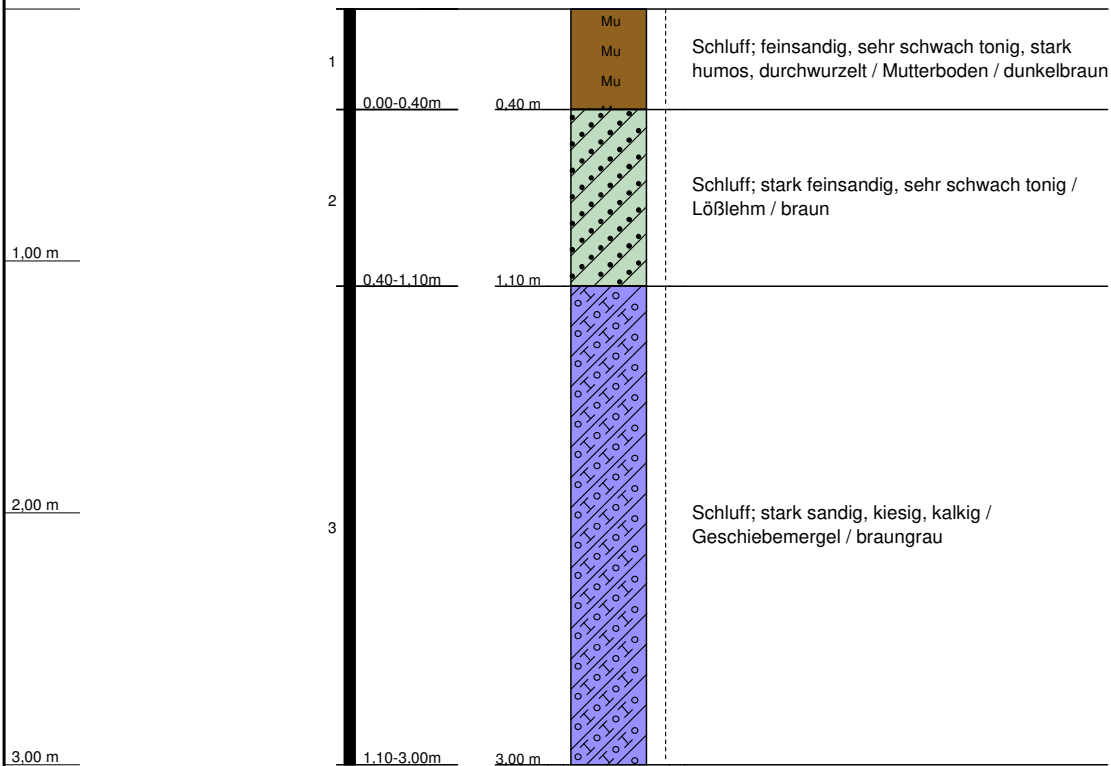 Mu
Mu
Mu
1
Schluff; feinsandig, sehr schwach tonig, stark
humos, durchwurzelt / Mutterboden / dunkelbraun
0,00-0,40m
0,40 m
2
Schluff; stark feinsandig, sehr schwach tonig /
Lößlehm / braun
1,00 m
0,40-1,10m
1,10 m
2,00 m
3
Schluff; stark sandig, kiesig, kalkig /
Geschiebemergel / braungrau
3,00 m
1,10-3,00m
3,00 m